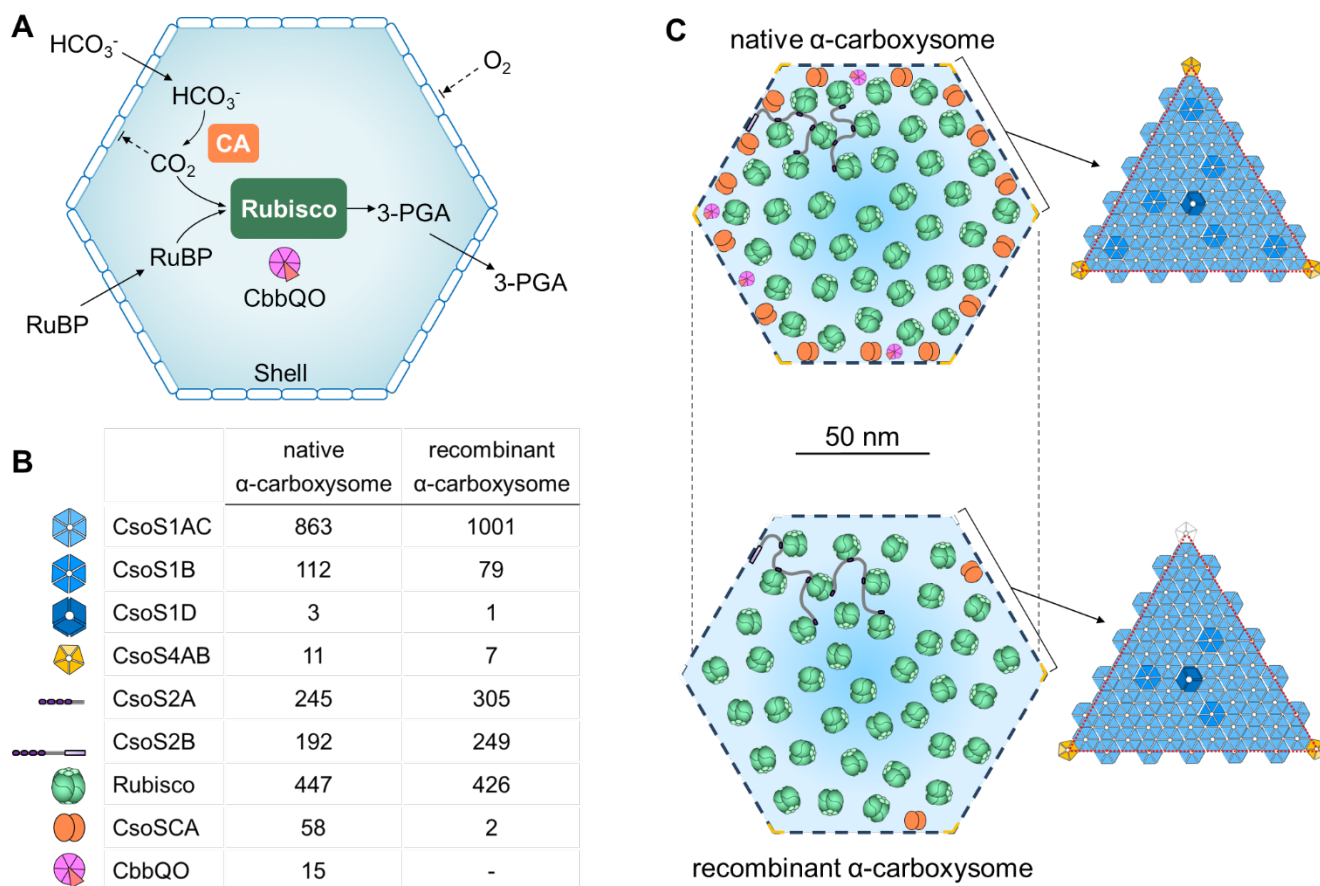 A
HCO₃⁻
HCO₃⁻
O₂
CA
CO₂
Rubisco
3-PGA
RuBP
CbbQO
3-PGA
RuBP
Shell
B
native α-carboxysome
recombinant α-carboxysome
CsoS1AC 863 1001
CsoS1B 112 79
CsoS1D 3 1
CsoS4AB 11 7
CsoS2A 245 305
CsoS2B 192 249
Rubisco 447 426
CsoSCA 58 2
CbbQO 15 -
C
native α-carboxysome
50 nm
recombinant α-carboxysome